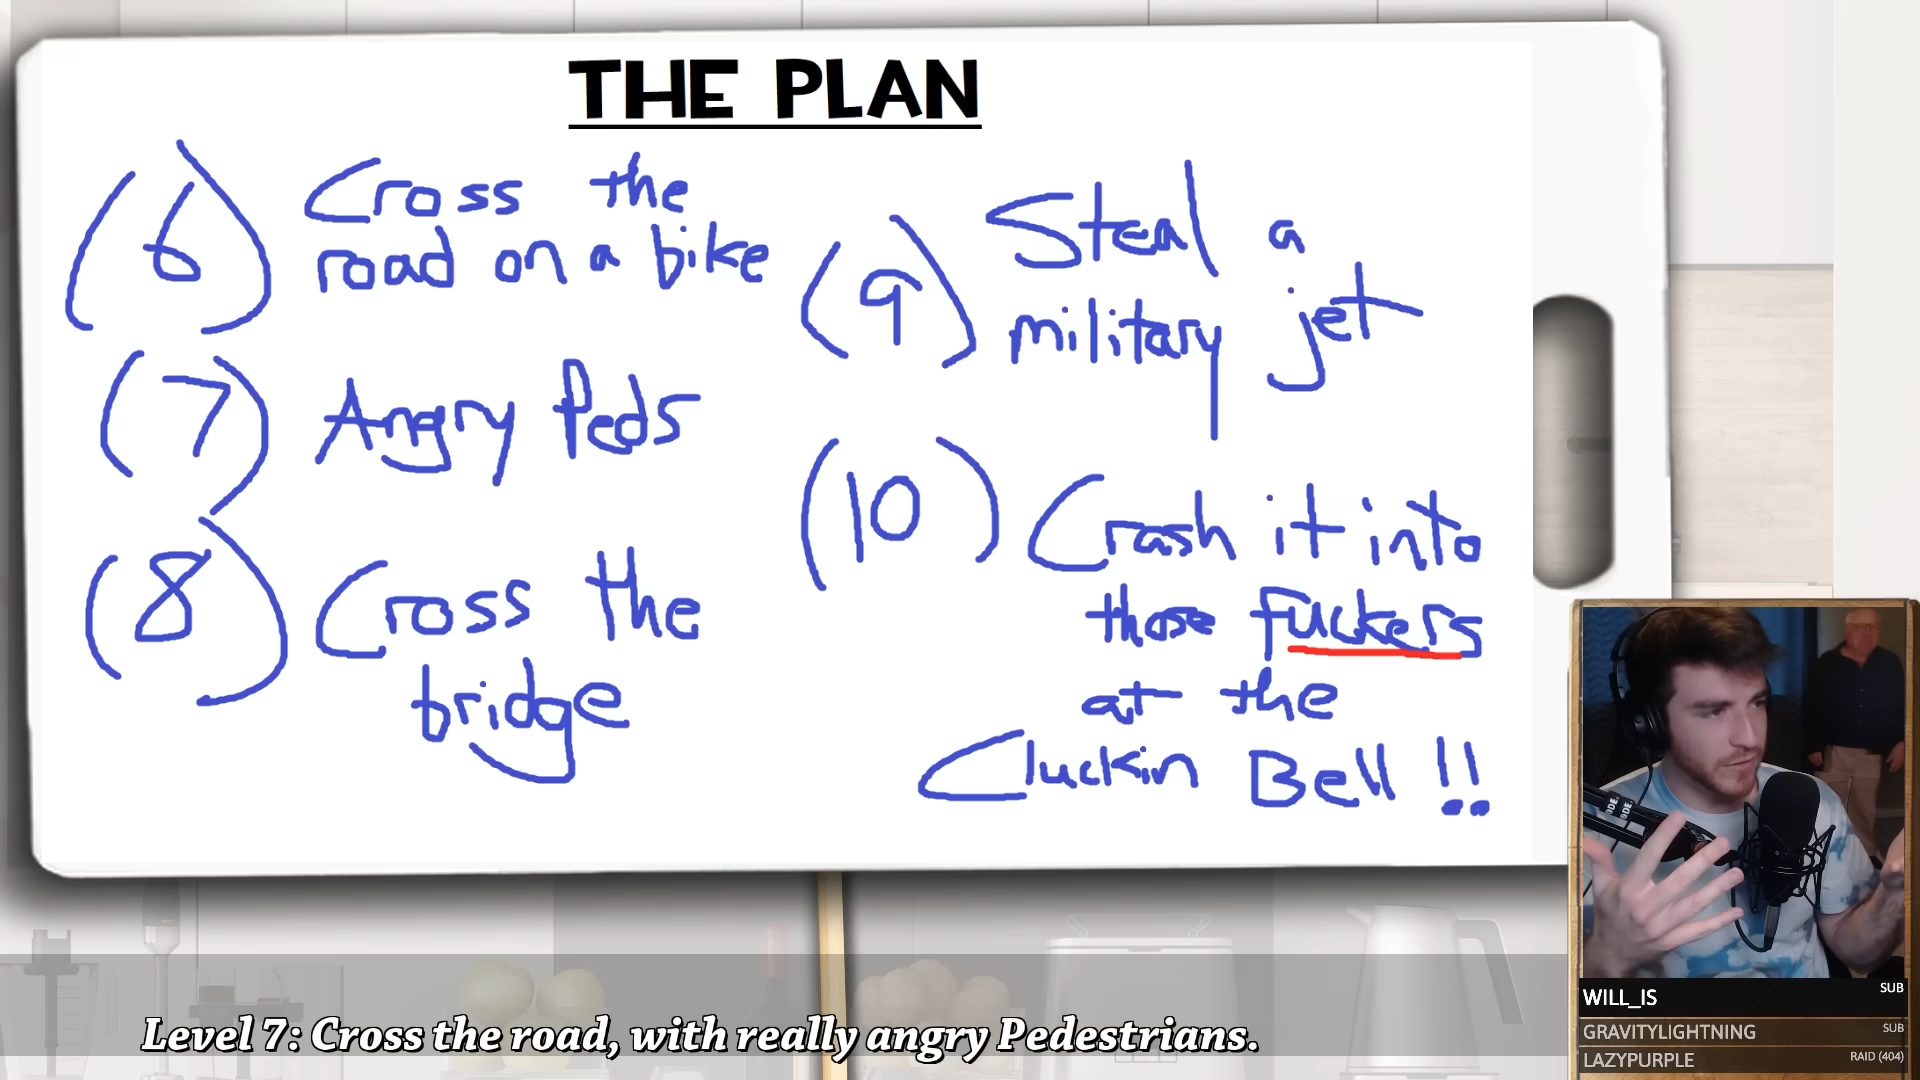 THE PLAN
(6) Cross the
road on a bike
(7) Angry Peds
(8) Cross the
bridge
(9) Steal a
military jet
(10) Crash it into
those fuckers
at the
Cluckin Bell!!
Level 7: Cross the road, with really angry Pedestrians.
WILL_IS SUB
GRAVITYLIGHTNING SUB
LAZYPURPLE RAID (404)